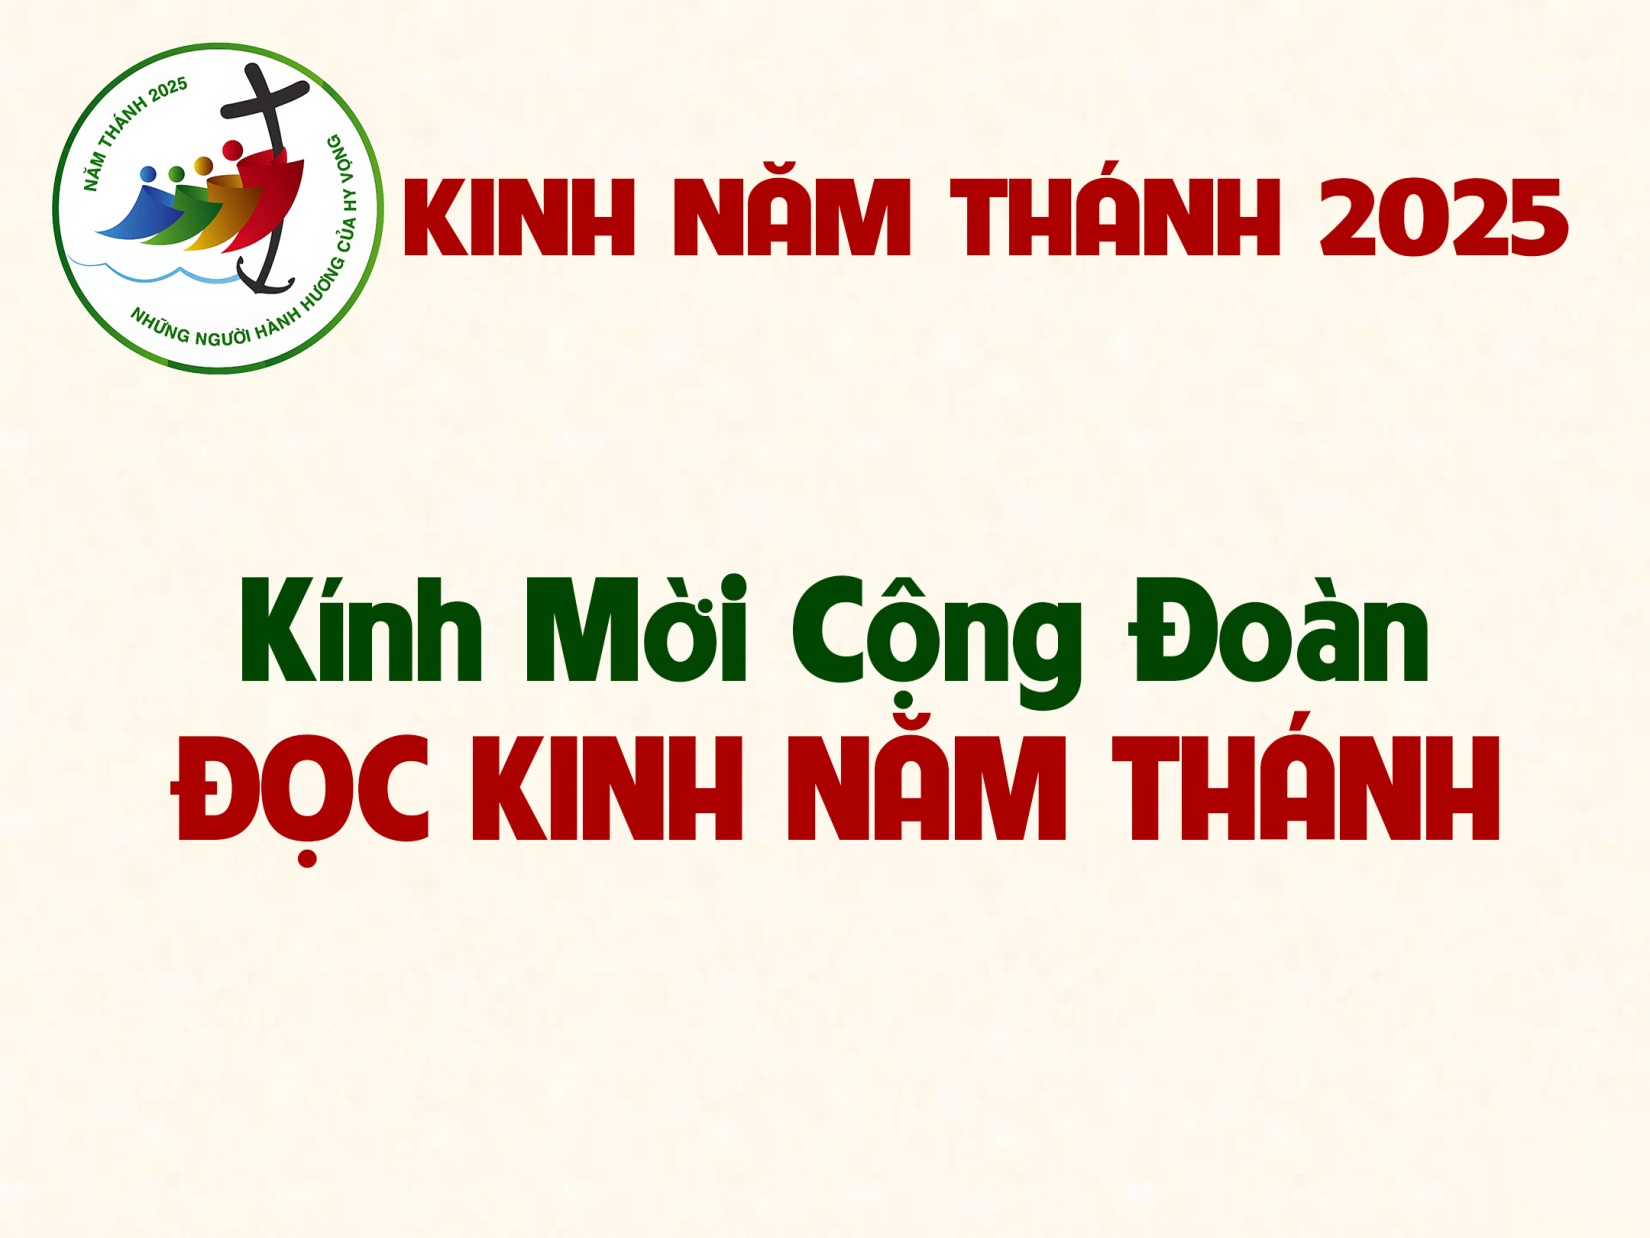 NĂM THÁNH 2025
NHỮNG NGƯỜI HÀNH HƯƠNG CỦA HY VỌNG
KINH NĂM THÁNH 2025
Kính Mời Cộng Đoàn
ĐỌC KINH NĂM THÁNH